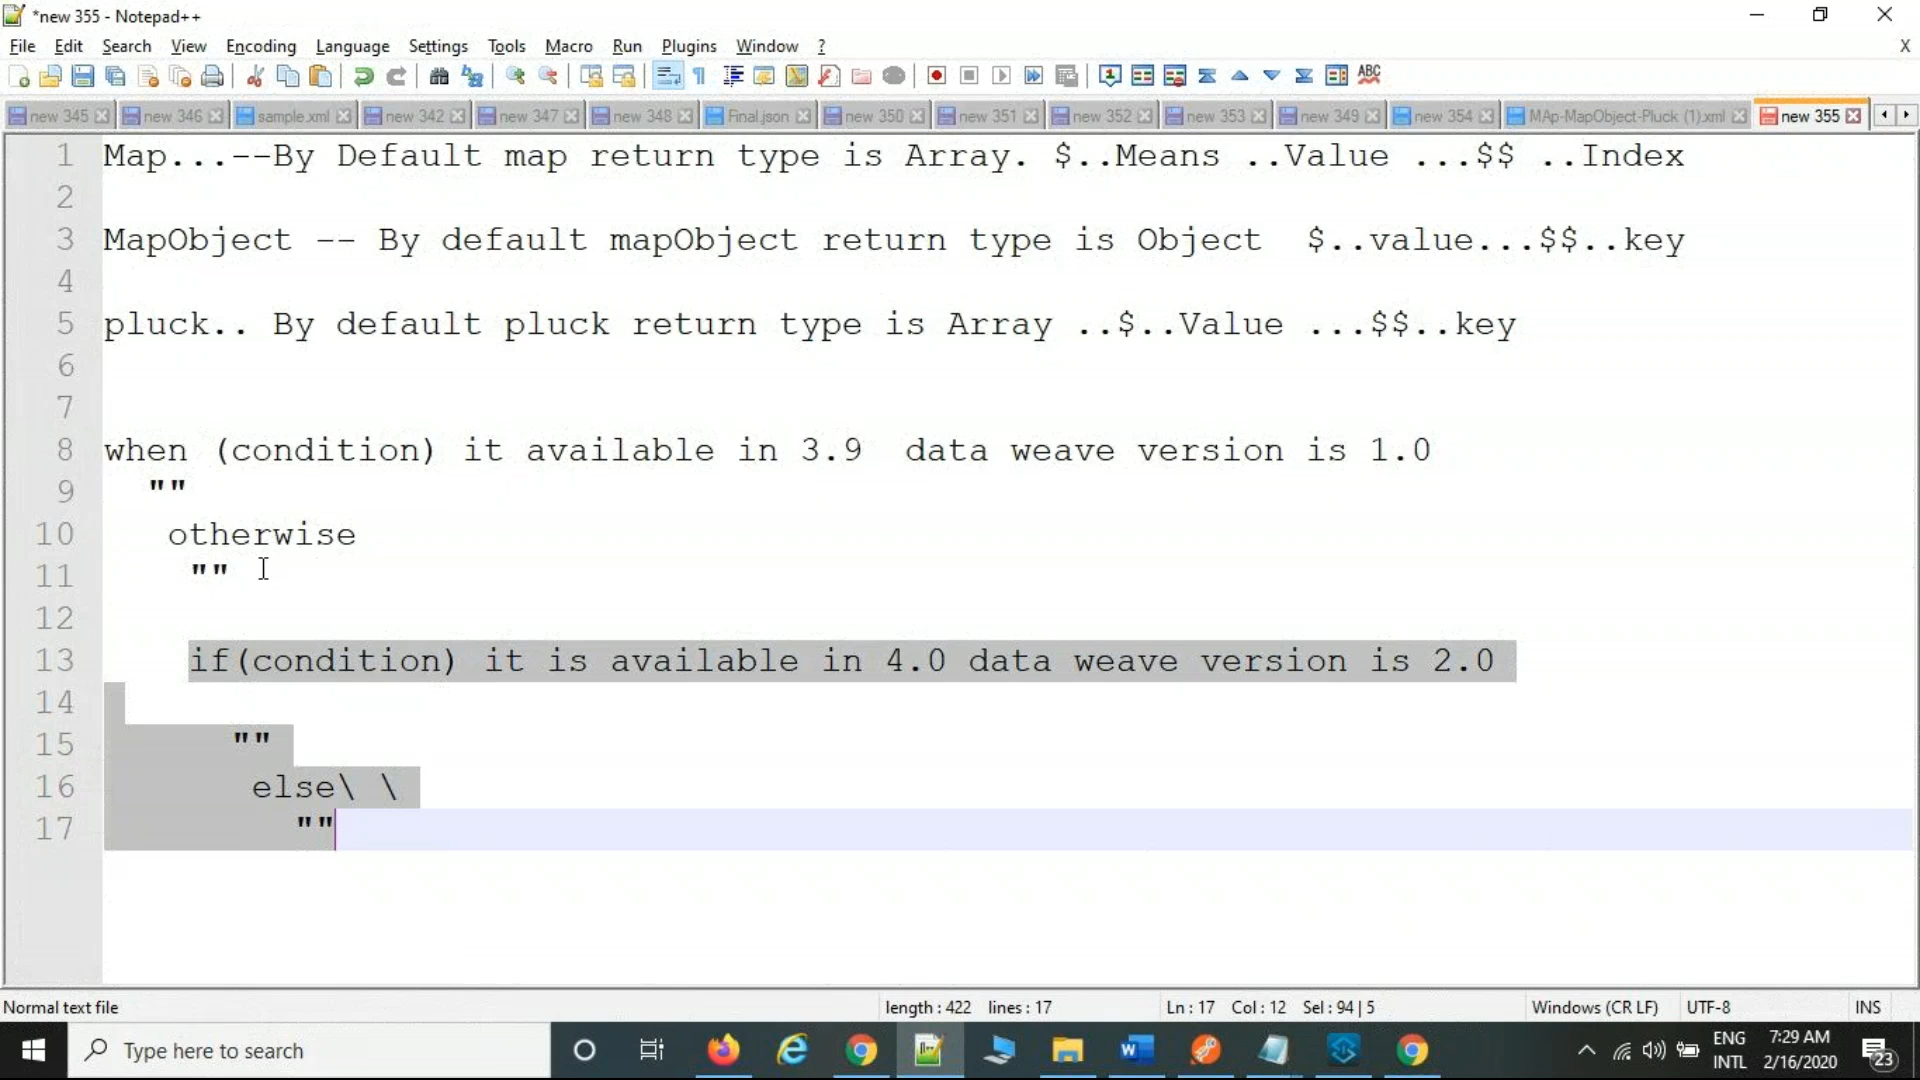 *new 355 - Notepad++
File Edit Search View Encoding Language Settings Tools Macro Run Plugins Window ? X
new 345 new 346 sample.xml new 342 new 347 new 348 Final.json new 350 new 351 new 352 new 353 new 349 new 354 MAp-MapObject-Pluck (1).xml new 355
1 Map...--By Default map return type is Array. $..Means ..Value ...$$ ..Index
2
3 MapObject -- By default mapObject return type is Object $..value...$$..key
4
5 pluck.. By default pluck return type is Array ..$..Value ...$$..key
6
7
8 when (condition) it available in 3.9 data weave version is 1.0
9 ""
10 otherwise
11 ""
12
13 if(condition) it is available in 4.0 data weave version is 2.0
14
15 ""
16 else\ \
17 ""
Normal text file length : 422 lines : 17 Ln : 17 Col : 12 Sel : 94 | 5 Windows (CR LF) UTF-8 INS
Type here to search ENG 7:29 AM
INTL 2/16/2020 23